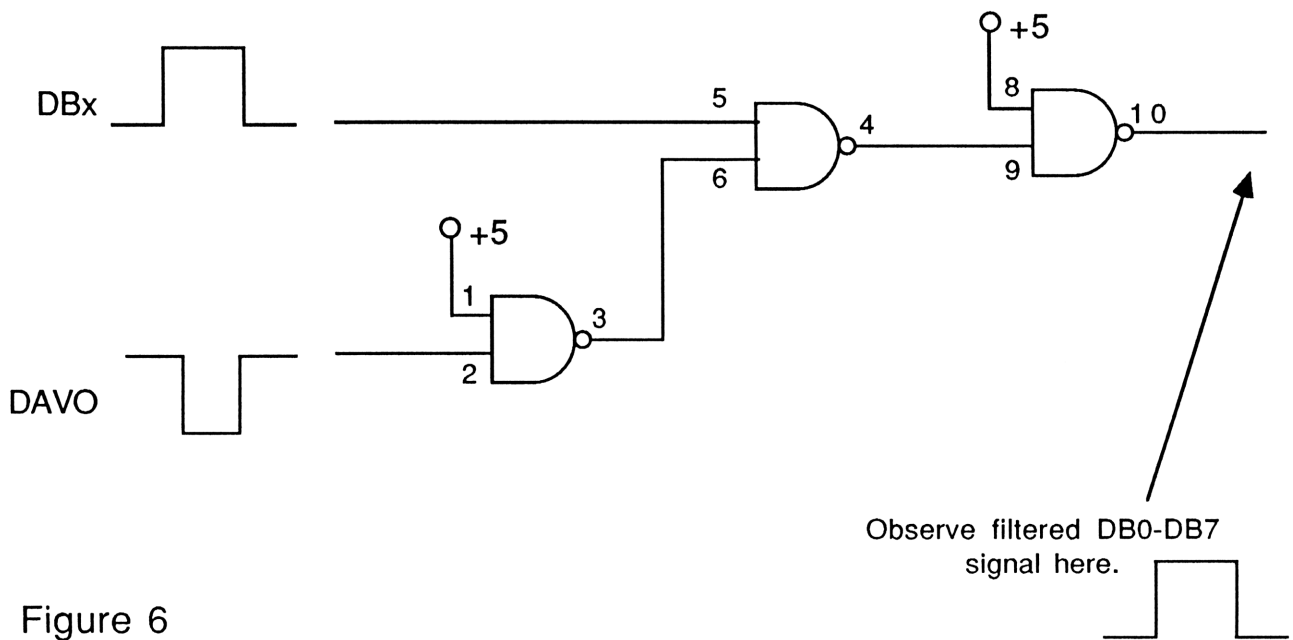 +5
DBx
5
6
4
8
9
10
+5
1
2
3
DAVO
Observe filtered DB0-DB7
signal here.
Figure 6